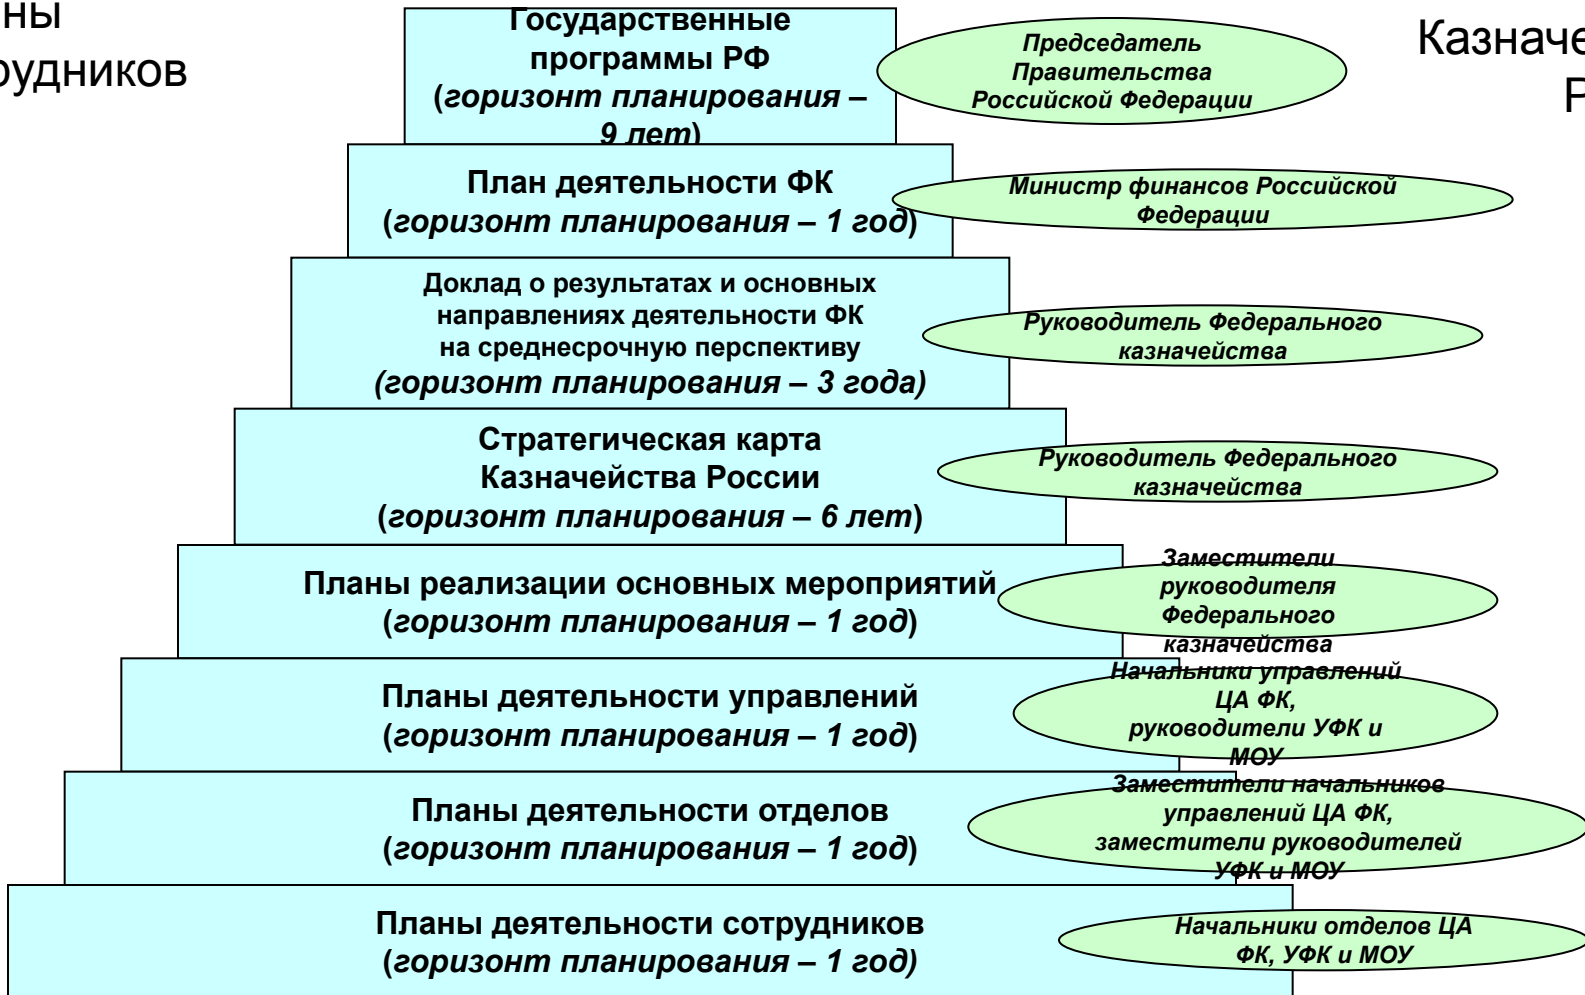 ны
рудников
Государственные
программы РФ
(горизонт планирования –
9 лет)
Председатель
Правительства
Российской Федерации
Казначе
Р
План деятельности ФК
(горизонт планирования – 1 год)
Министр финансов Российской
Федерации
Доклад о результатах и основных
направлениях деятельности ФК
на среднесрочную перспективу
(горизонт планирования – 3 года)
Руководитель Федерального
казначейства
Стратегическая карта
Казначейства России
(горизонт планирования – 6 лет)
Руководитель Федерального
казначейства
Планы реализации основных мероприятий
(горизонт планирования – 1 год)
Заместители
руководителя
Федерального
казначейства
Планы деятельности управлений
(горизонт планирования – 1 год)
Начальники управлений
ЦА ФК,
руководители УФК и
МОУ
Планы деятельности отделов
(горизонт планирования – 1 год)
Заместители начальников
управлений ЦА ФК,
заместители руководителей
УФК и МОУ
Планы деятельности сотрудников
(горизонт планирования – 1 год)
Начальники отделов ЦА
ФК, УФК и МОУ